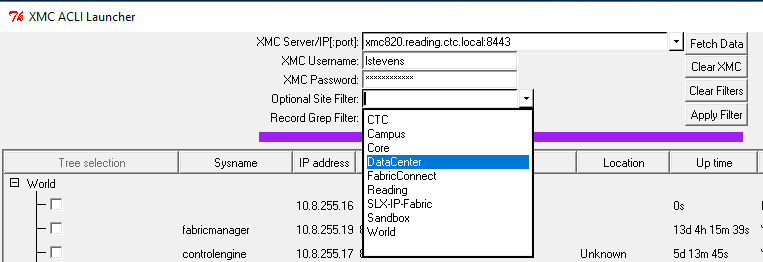 XMC ACLI Launcher
XMC Server/IP[:port]: xmc820.reading.ctc.local:8443 Fetch Data
XMC Username: lstevens Clear XMC
XMC Password: ************
Optional Site Filter: Clear Filters
Record Grep Filter: Apply Filter
CTC
Campus
Core
DataCenter
FabricConnect
Reading
SLX-IP-Fabric
Sandbox
World
Tree selection Sysname IP address Location Up time
World
10.8.255.16 0s
fabricmanager 10.8.255.19 13d 4h 15m 39s
controlengine 10.8.255.17 Unknown 5d 13m 45s